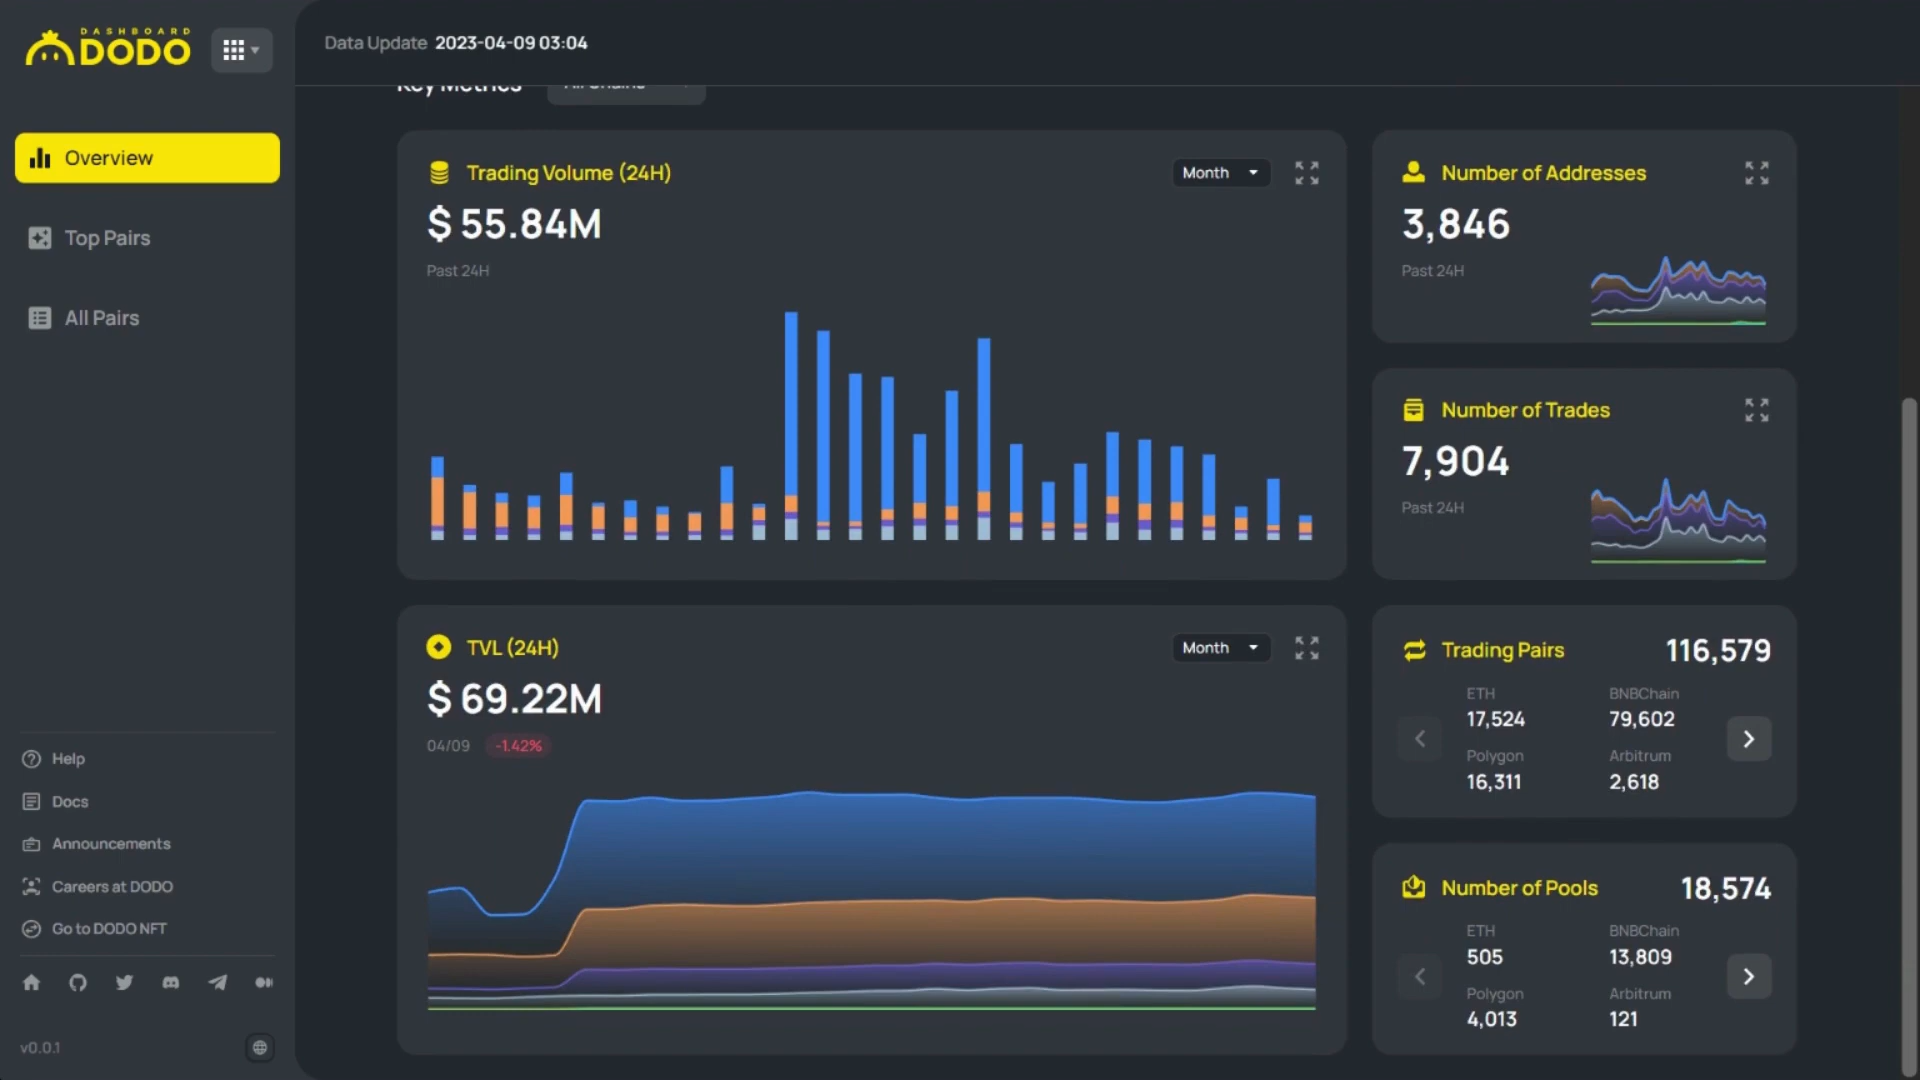 DASHBOARD
DODO
Data Update 2023-04-09 03:04
Key Metrics
All Chains
Overview
Top Pairs
All Pairs
Trading Volume (24H)
Month
$ 55.84M
Past 24H
Number of Addresses
3,846
Past 24H
Number of Trades
7,904
Past 24H
TVL (24H)
Month
$ 69.22M
04/09 -1.42%
Trading Pairs 116,579
ETH BNBChain
17,524 79,602
Polygon Arbitrum
16,311 2,618
Number of Pools 18,574
ETH BNBChain
505 13,809
Polygon Arbitrum
4,013 121
Help
Docs
Announcements
Careers at DODO
Go to DODO NFT
v0.0.1